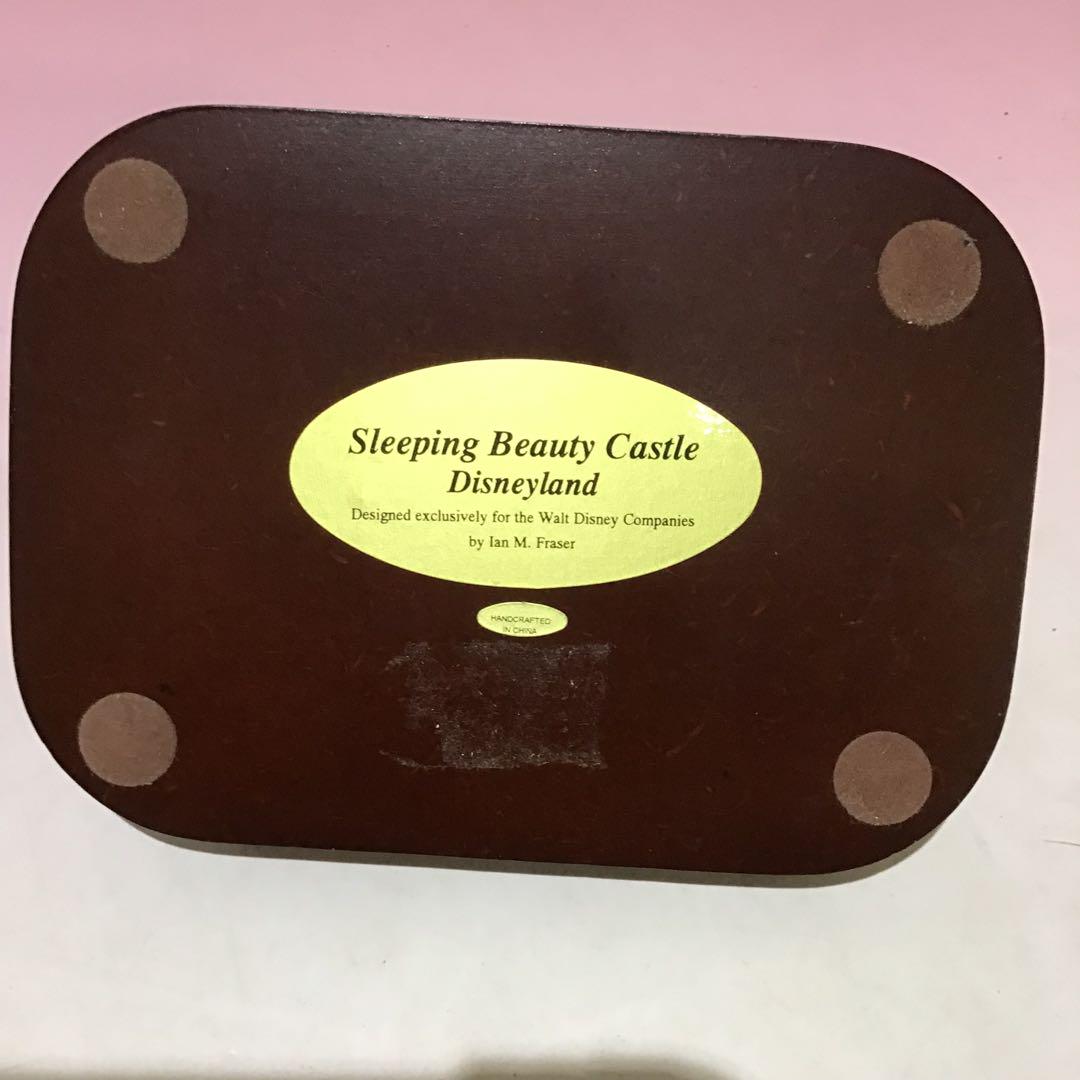 Sleeping Beauty Castle
Disneyland
Designed exclusively for the Walt Disney Companies
by Ian M. Fraser
HANDCRAFTED
IN CHINA